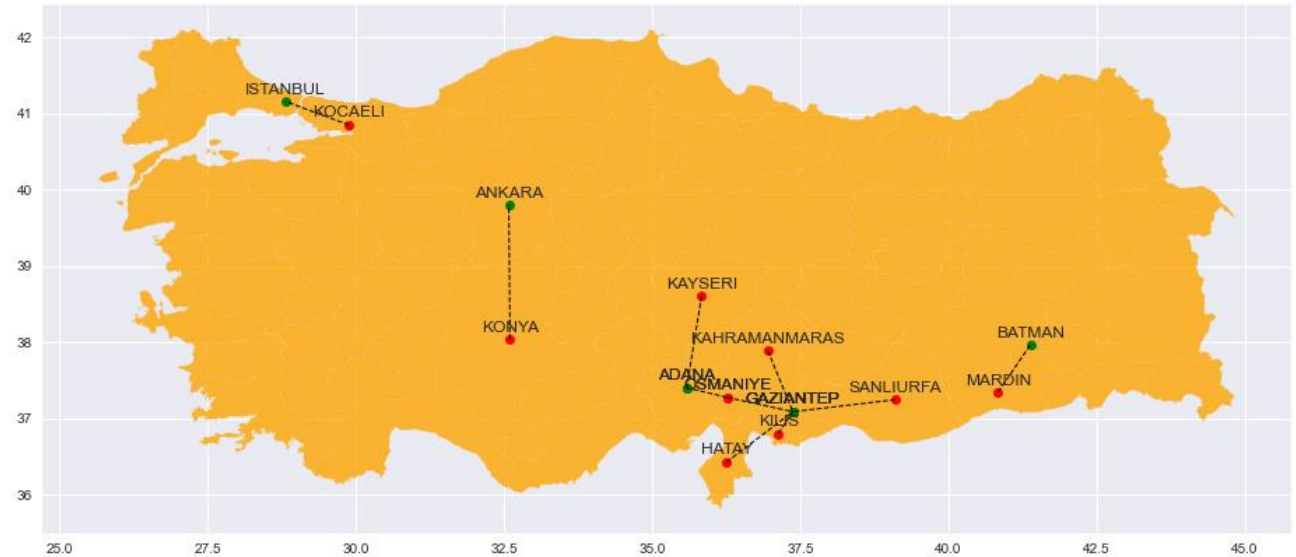 42
41
40
39
38
37
36
ISTANBUL
KOCAELI
ANKARA
KAYSERI
KONYA
KAHRAMANMARAS
BATMAN
ADANA
OSMANIYE
SANLIURFA
MARDIN
GAZIANTEP
KILIS
HATAY
25.0 27.5 30.0 32.5 35.0 37.5 40.0 42.5 45.0